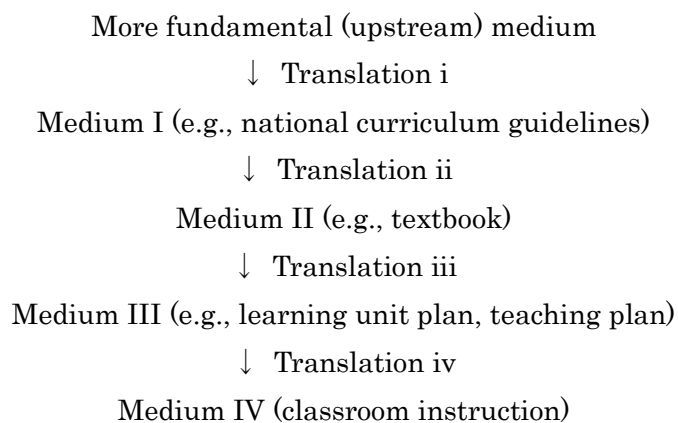 More fundamental (upstream) medium
↓ Translation i
Medium I (e.g., national curriculum guidelines)
↓ Translation ii
Medium II (e.g., textbook)
↓ Translation iii
Medium III (e.g., learning unit plan, teaching plan)
↓ Translation iv
Medium IV (classroom instruction)